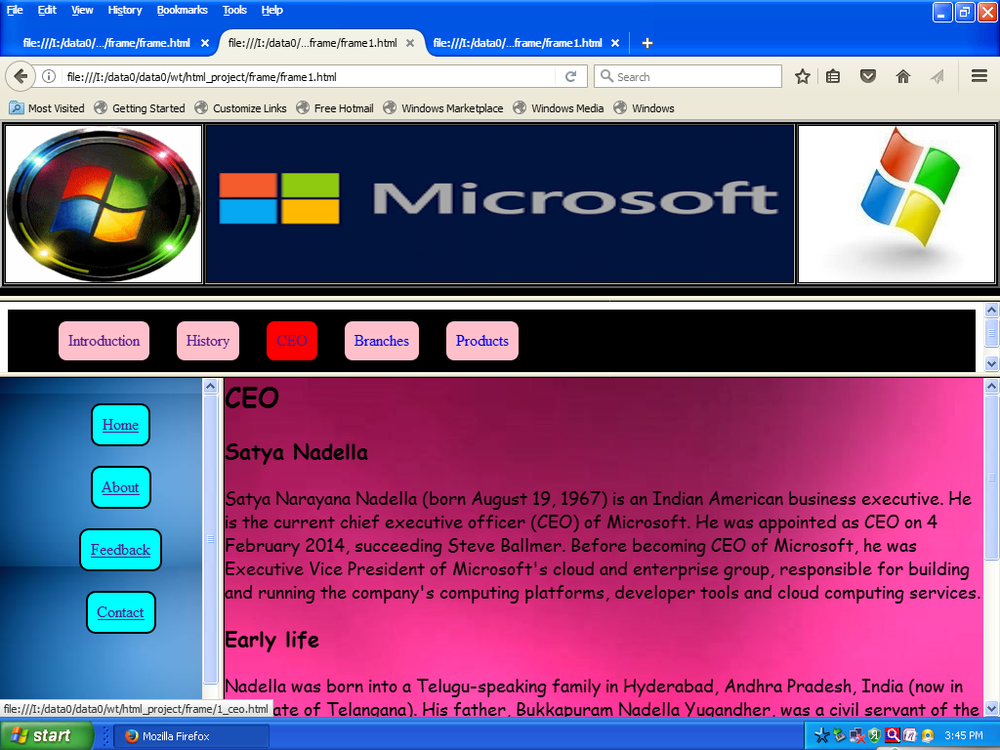 File Edit View History Bookmarks Tools Help
file:///I:/data0/.../frame/frame.html file:///I:/data0/d...frame/frame1.html file:///I:/data0/d...frame/frame1.html
file:///I:/data0/data0/wt/html_project/frame/frame1.html Search
Most Visited Getting Started Customize Links Free Hotmail Windows Marketplace Windows Media Windows
Microsoft
Introduction History CEO Branches Products
Home
About
Feedback
Contact
CEO
Satya Nadella
Satya Narayana Nadella (born August 19, 1967) is an Indian American business executive. He
is the current chief executive officer (CEO) of Microsoft. He was appointed as CEO on 4
February 2014, succeeding Steve Ballmer. Before becoming CEO of Microsoft, he was
Executive Vice President of Microsoft's cloud and enterprise group, responsible for building
and running the company's computing platforms, developer tools and cloud computing services.
Early life
Nadella was born into a Telugu-speaking family in Hyderabad, Andhra Pradesh, India (now in
ate of Telangana). His father, Bukkapuram Nadella Yugandher, was a civil servant of the
file:///I:/data0/data0/wt/html_project/frame/1_ceo.html
start Mozilla Firefox 3:45 PM